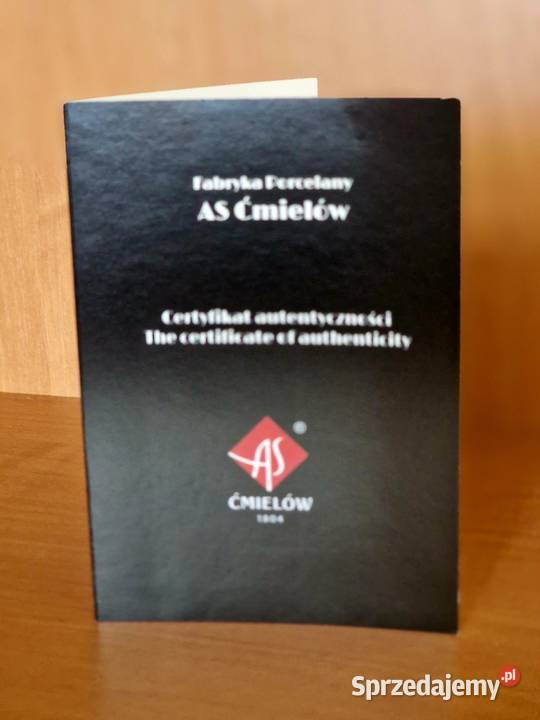 Fabryka Porcelany
AS Ćmielów
Certyfikat autentyczności
The certificate of authenticity
AS
®
ĆMIELÓW
1804
Sprzedajemy.pl